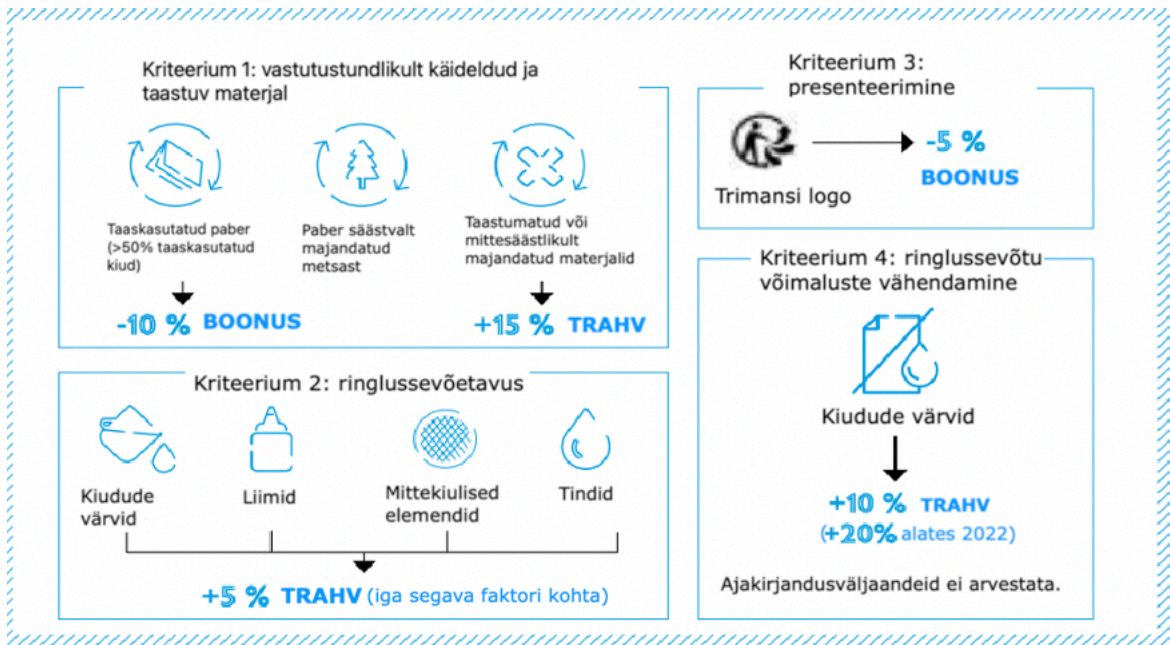 Kriteerium 1: vastutustundlikult käideldud ja
taastuv materjal
Taaskasutatud paber
(>50% taaskasutatud
kiud)
Paber säästvalt
majandatud
metsast
Taastumatud või
mittesäästlikult
majandatud materjalid
-10 % BOONUS
+15 % TRAHV
Kriteerium 2: ringlussevõetavus
Kiudude
värvid
Liimid
Mittekiulised
elemendid
Tindid
+5 % TRAHV (iga segava faktori kohta)
Kriteerium 3:
presenteerimine
Trimansi logo
-5 %
BOONUS
Kriteerium 4: ringlussevõtu
võimaluste vähendamine
Kiudude värvid
+10 % TRAHV
(+20% alates 2022)
Ajakirjandusväljaandeid ei arvestata.